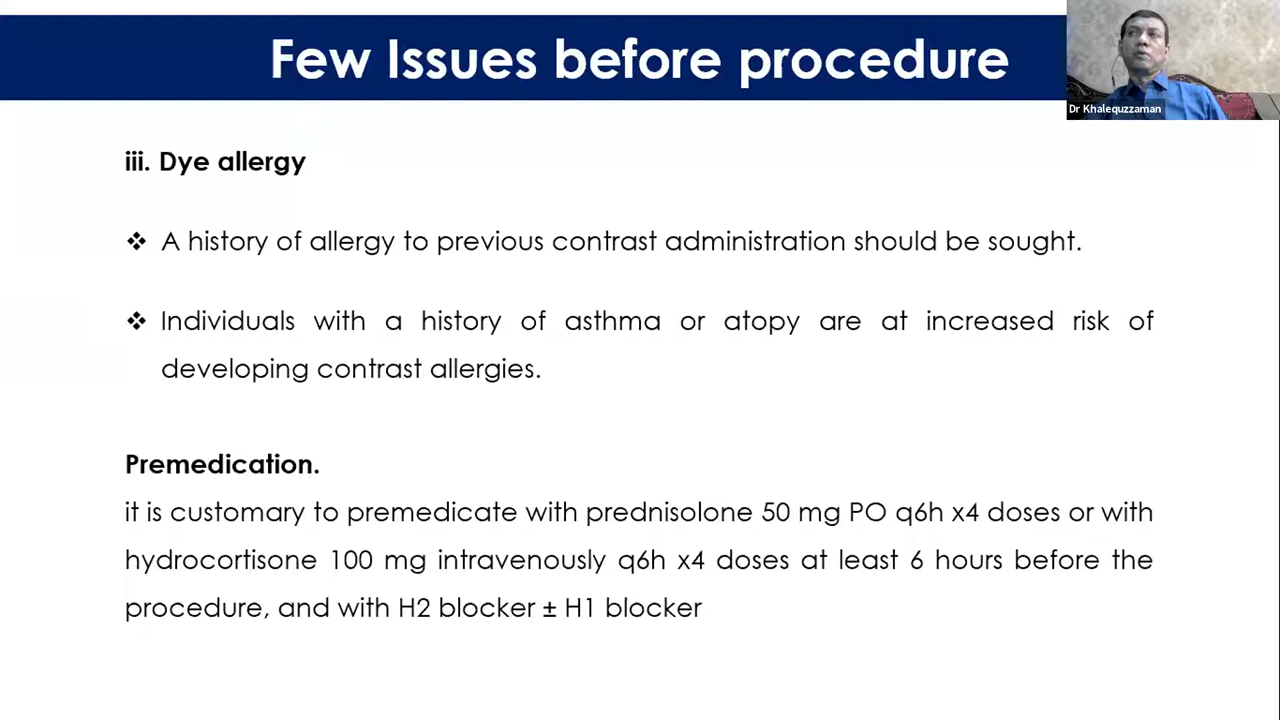 Few Issues before procedure
Dr Khalequzzaman
iii. Dye allergy
❖ A history of allergy to previous contrast administration should be sought.
❖ Individuals with a history of asthma or atopy are at increased risk of
developing contrast allergies.
Premedication.
it is customary to premedicate with prednisolone 50 mg PO q6h x4 doses or with
hydrocortisone 100 mg intravenously q6h x4 doses at least 6 hours before the
procedure, and with H2 blocker ± H1 blocker